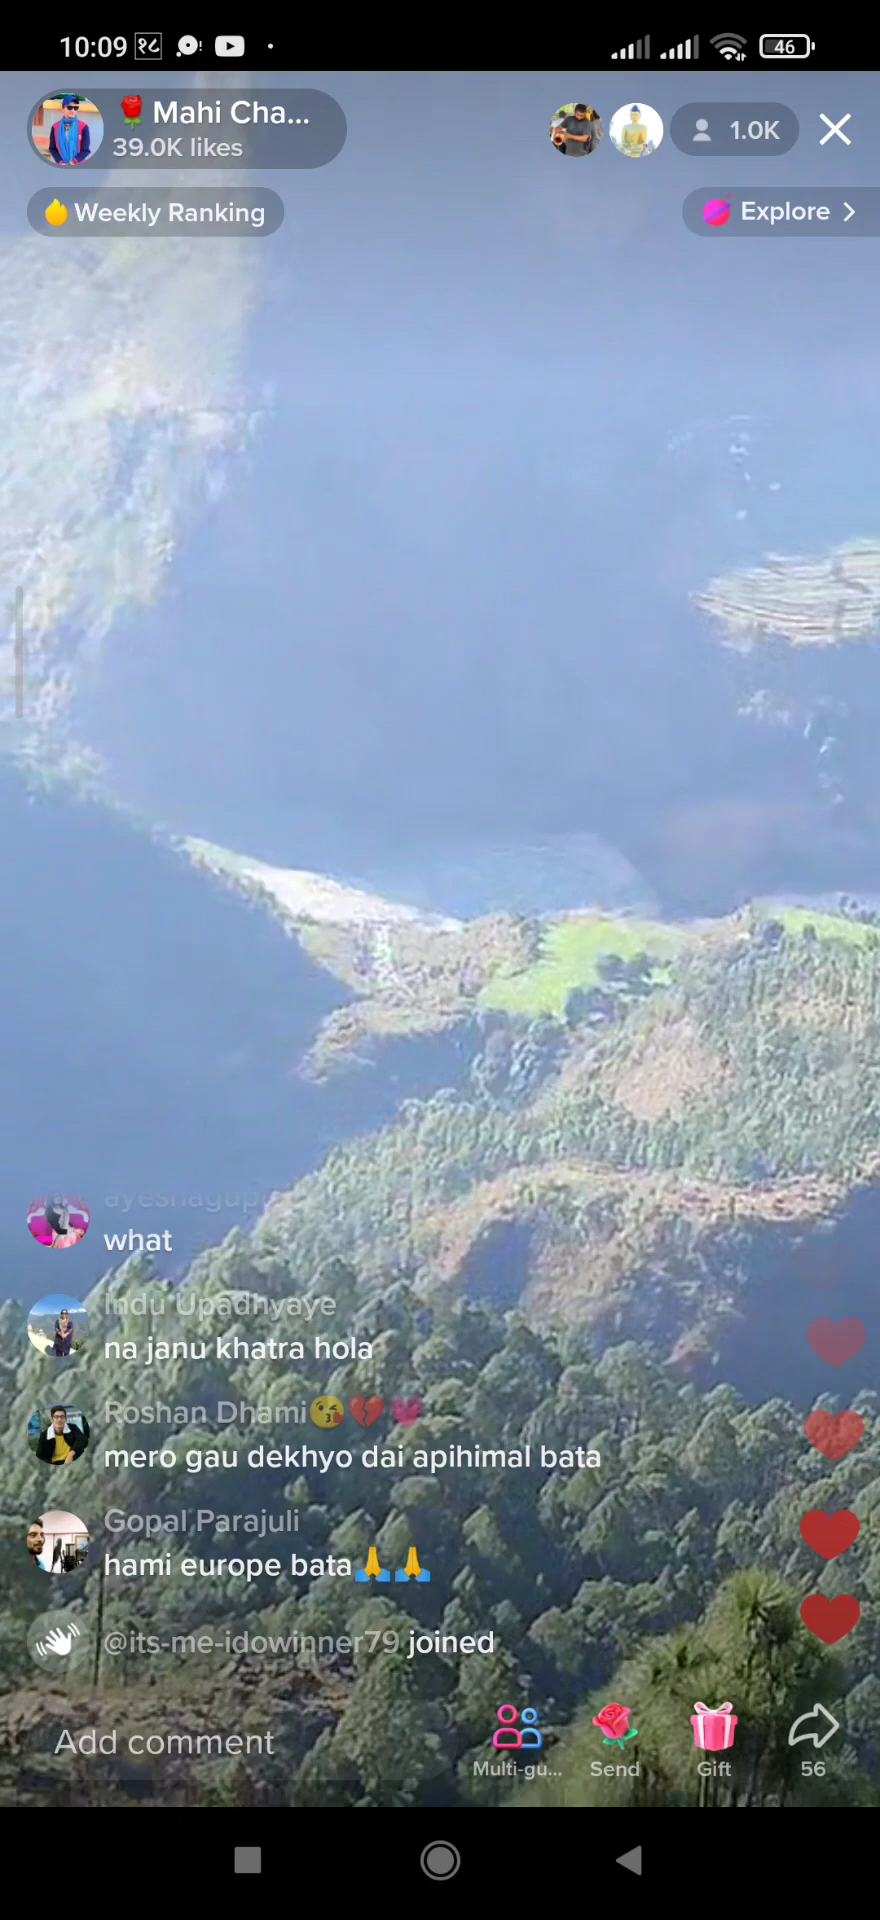 10:09 १८
46
🌹Mahi Cha...
39.0K likes
1.0K
Weekly Ranking
Explore
what
Indu Upadhyaye
na janu khatra hola
Roshan Dhami😘💔💗
mero gau dekhyo dai apihimal bata
Gopal Parajuli
hami europe bata🙏🙏
@its-me-idowinner79 joined
Add comment
Multi-gu...
Send
Gift
56